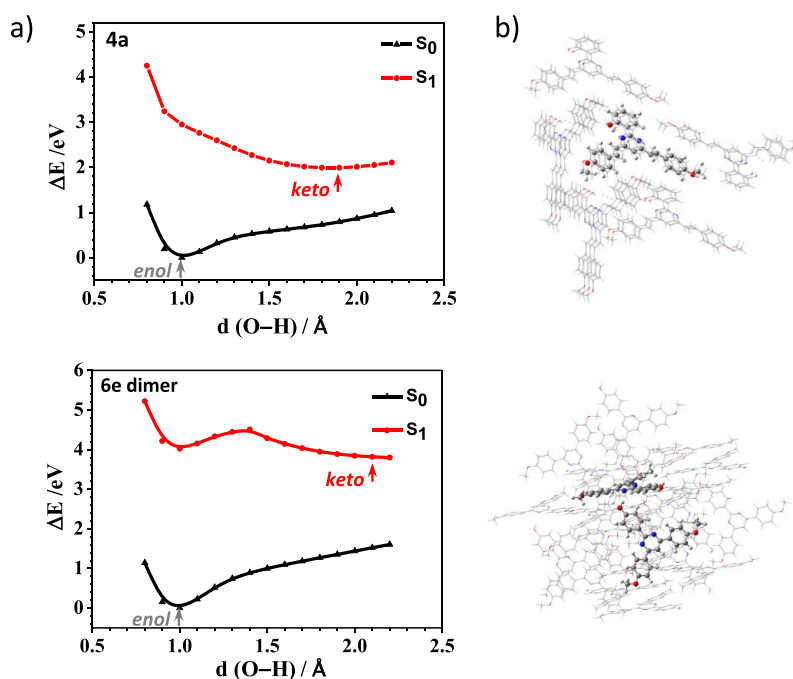 a)
b)
4a
S0
S1
5
4
3
2
1
0
ΔE /eV
keto
enol
0.5 1.0 1.5 2.0 2.5
d (O−H) / Å
6e dimer
S0
S1
6
5
4
3
2
1
0
ΔE /eV
keto
enol
0.5 1.0 1.5 2.0 2.5
d (O−H) / Å